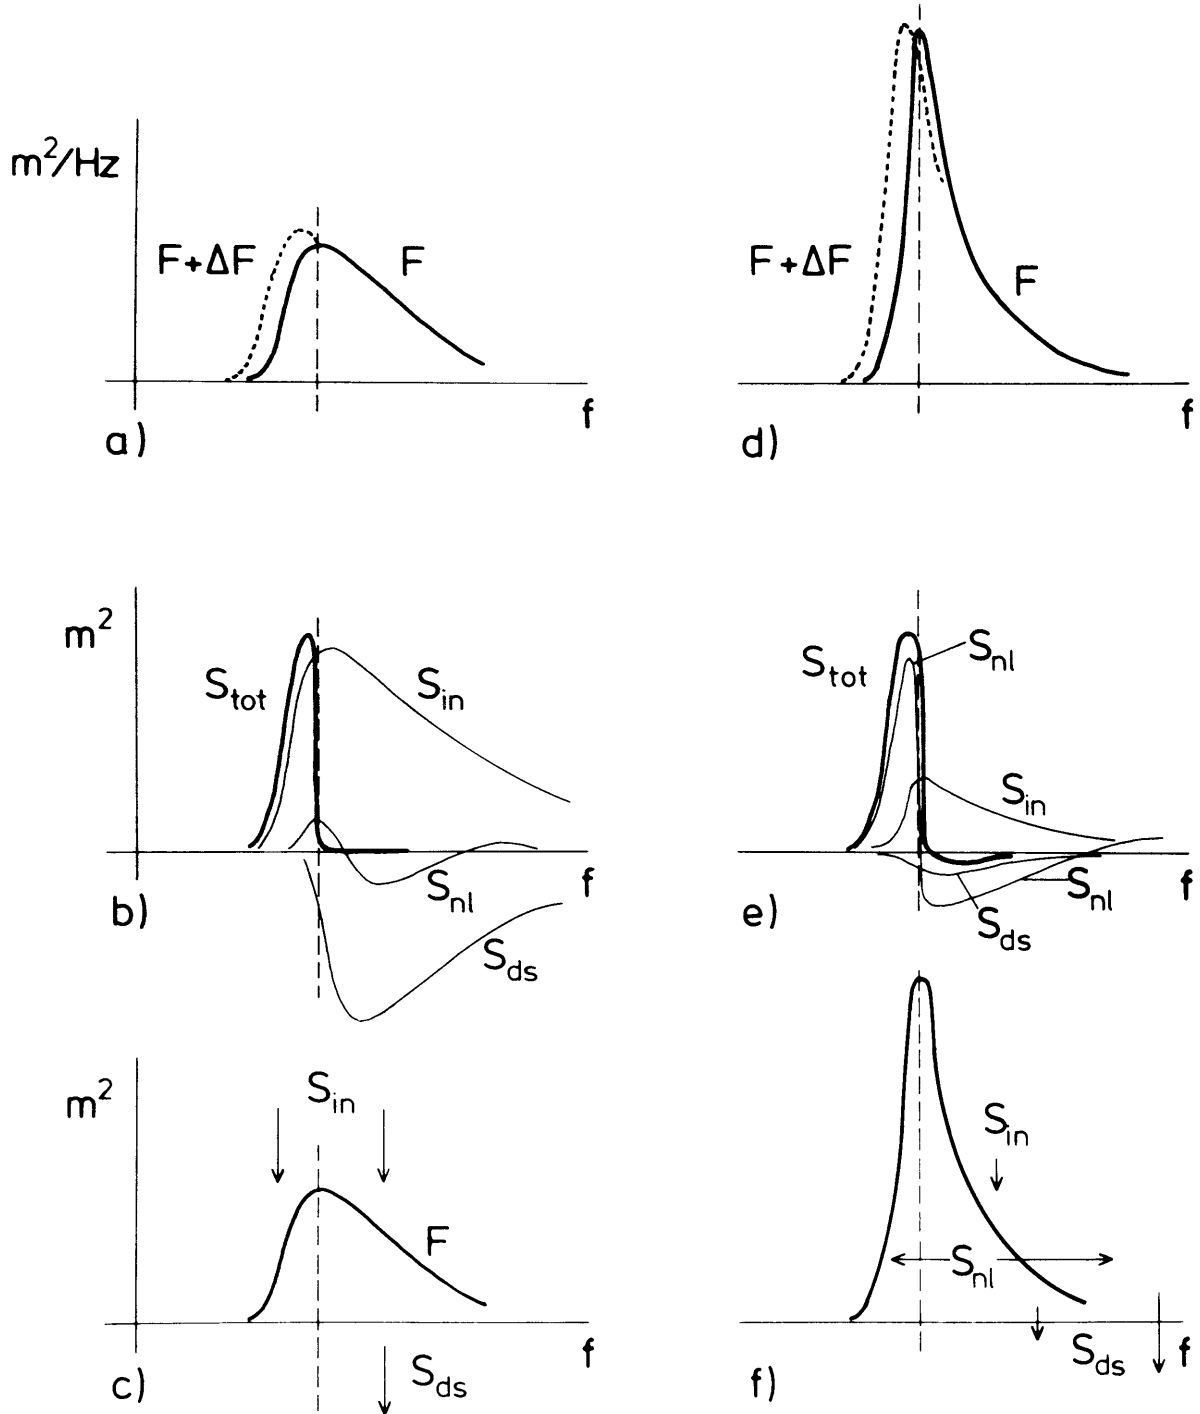 m²/Hz
F+ΔF
F
f
a)
F+ΔF
F
f
d)
m²
S_tot
S_in
S_nl
S_ds
f
b)
S_tot
S_nl
S_in
S_nl
S_ds
f
e)
m²
S_in
F
f
S_ds
c)
S_in
S_nl
S_ds
f
f)